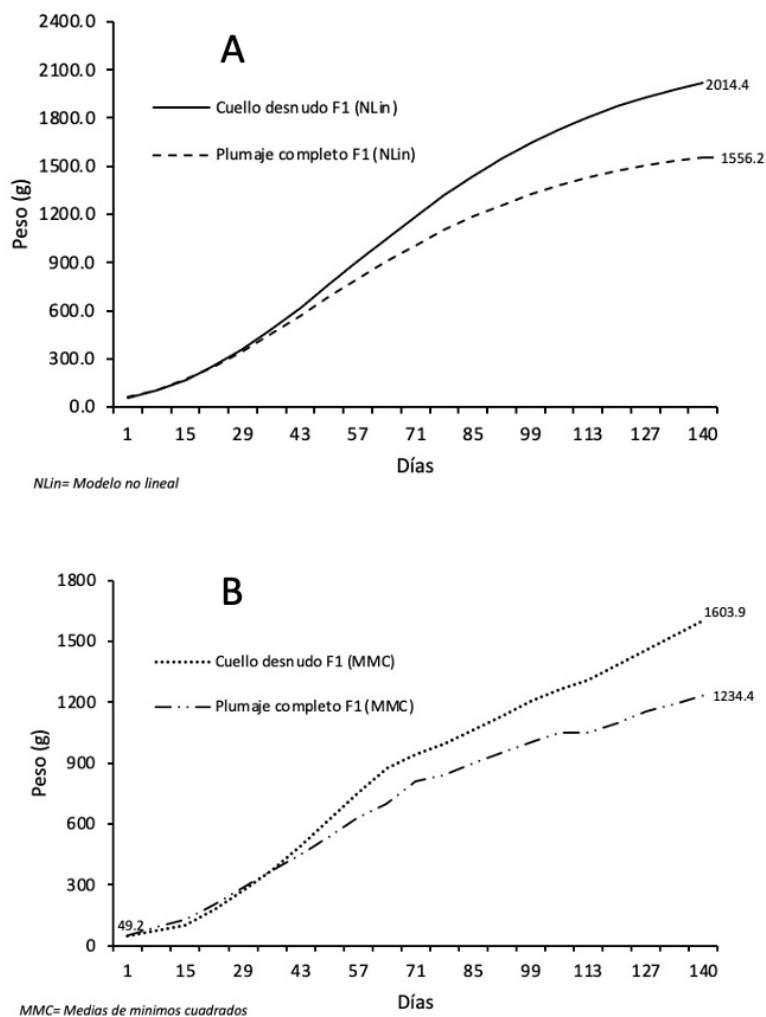 A
2400.0
2100.0
1800.0
1500.0
1200.0
900.0
600.0
300.0
0.0
Peso (g)
Cuello desnudo F1 (NLin)
Plumaje completo F1 (NLin)
2014.4
1556.2
1 15 29 43 57 71 85 99 113 127 140
Días
NLin= Modelo no lineal
B
1800
1500
1200
900
600
300
0
Peso (g)
Cuello desnudo F1 (MMC)
Plumaje completo F1 (MMC)
1603.9
1234.4
49.2
1 15 29 43 57 71 85 99 113 127 140
Días
MMC= Medias de minimos cuadrados